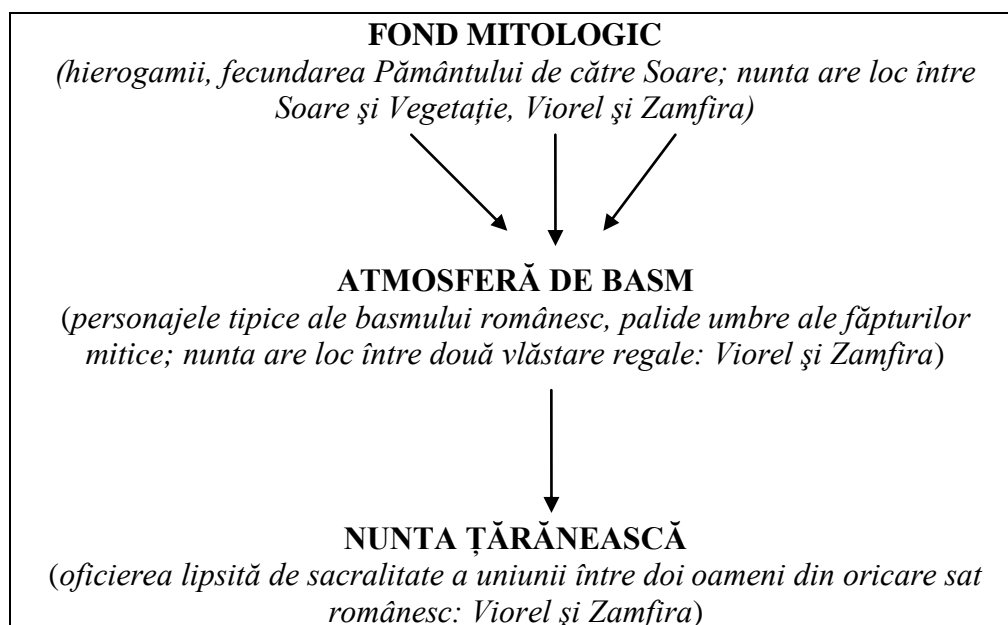 FOND MITOLOGIC
(hierogamii, fecundarea Pământului de către Soare; nunta are loc între
Soare şi Vegetaţie, Viorel şi Zamfira)
ATMOSFERĂ DE BASM
(personajele tipice ale basmului românesc, palide umbre ale făpturilor
mitice; nunta are loc între două vlăstare regale: Viorel şi Zamfira)
NUNTA ŢĂRĂNEASCĂ
(oficierea lipsită de sacralitate a uniunii între doi oameni din oricare sat
românesc: Viorel şi Zamfira)